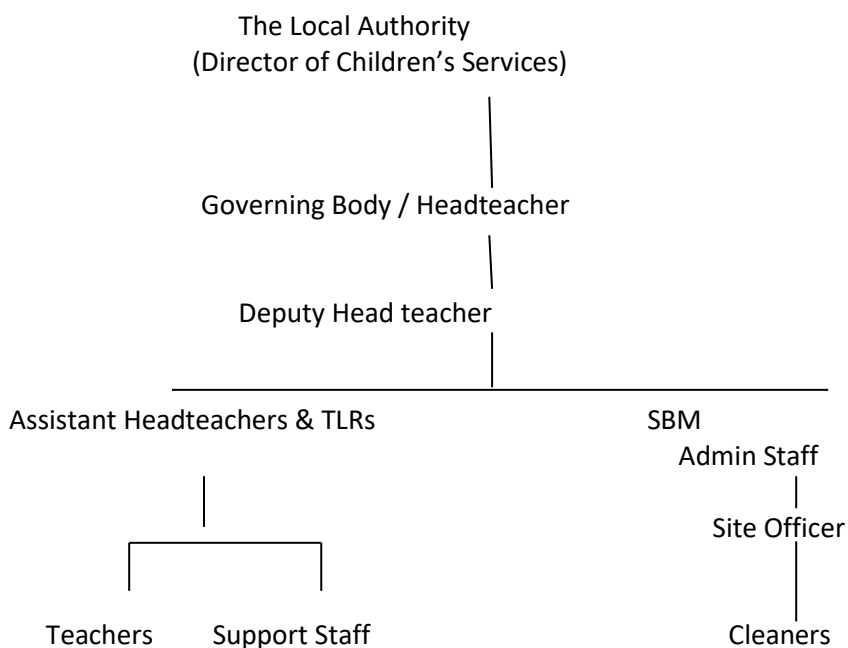 The Local Authority
(Director of Children’s Services)
Governing Body / Headteacher
Deputy Head teacher
Assistant Headteachers & TLRs
SBM
Admin Staff
Site Officer
Teachers
Support Staff
Cleaners